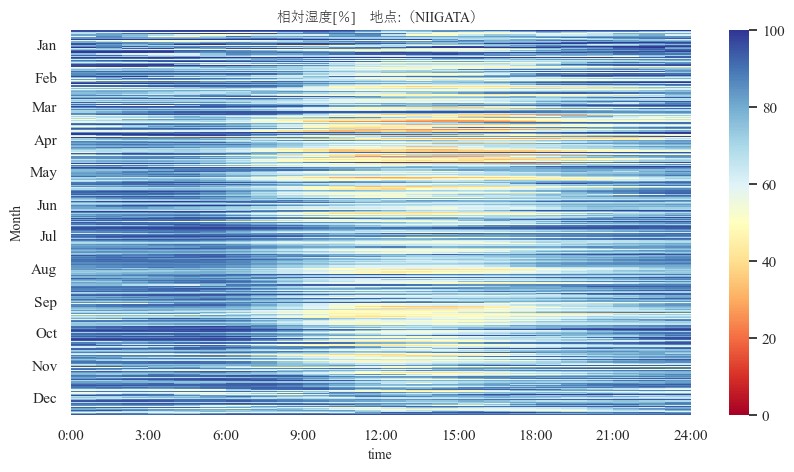 相対湿度[%]　地点:（NIIGATA）
Month
Jan
Feb
Mar
Apr
May
Jun
Jul
Aug
Sep
Oct
Nov
Dec
0:00 3:00 6:00 9:00 12:00 15:00 18:00 21:00 24:00
time
100
80
60
40
20
0